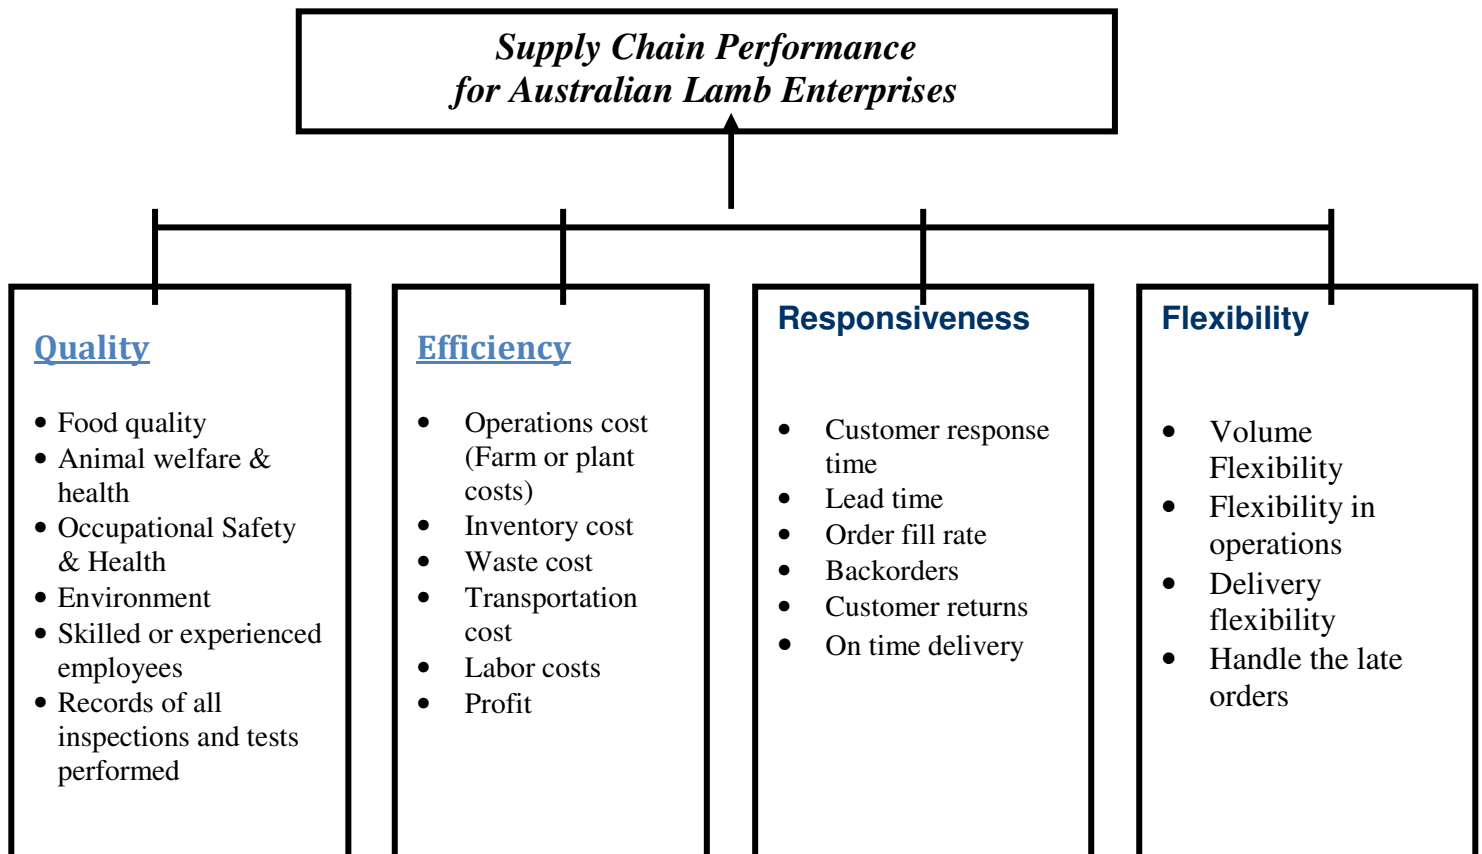 Supply Chain Performance
for Australian Lamb Enterprises
Quality
• Food quality
• Animal welfare &
health
• Occupational Safety
& Health
• Environment
• Skilled or experienced
employees
• Records of all
inspections and tests
performed
Efficiency
• Operations cost
(Farm or plant
costs)
• Inventory cost
• Waste cost
• Transportation
cost
• Labor costs
• Profit
Responsiveness
• Customer response
time
• Lead time
• Order fill rate
• Backorders
• Customer returns
• On time delivery
Flexibility
• Volume
Flexibility
• Flexibility in
operations
• Delivery
flexibility
• Handle the late
orders